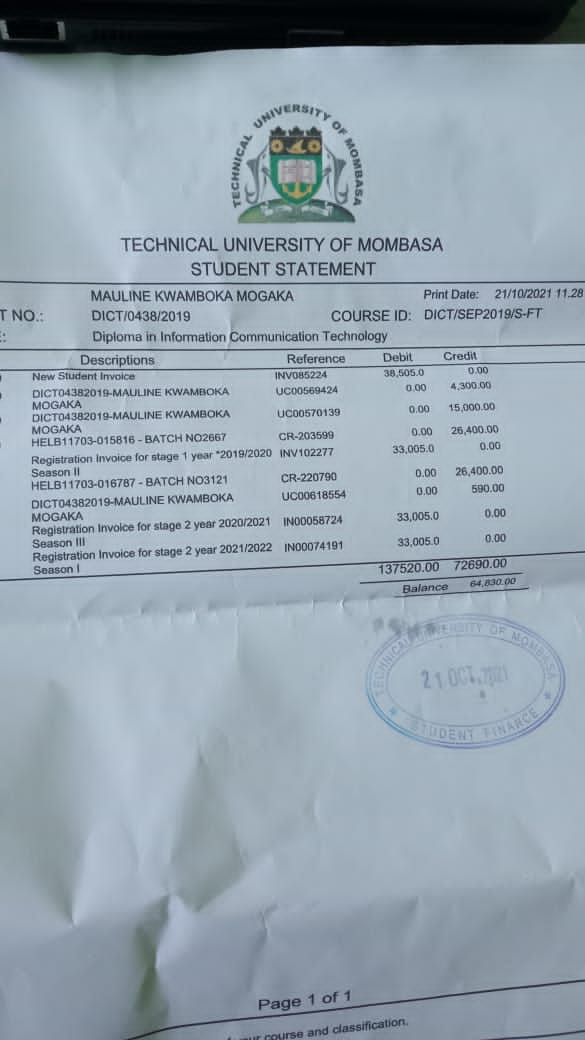 TECHNICAL UNIVERSITY OF MOMBASA
TECHNICAL UNIVERSITY OF MOMBASA
STUDENT STATEMENT
MAULINE KWAMBOKA MOGAKA Print Date: 21/10/2021 11.28
T NO.: DICT/0438/2019 COURSE ID: DICT/SEP2019/S-FT
E: Diploma in Information Communication Technology
Descriptions Reference Debit Credit
New Student Invoice INV085224 38,505.0 0.00
DICT04382019-MAULINE KWAMBOKA UC00569424 0.00 4,300.00
MOGAKA
DICT04382019-MAULINE KWAMBOKA UC00570139 0.00 15,000.00
MOGAKA
HELB11703-015816 - BATCH NO2667 CR-203599 0.00 26,400.00
Registration Invoice for stage 1 year *2019/2020 INV102277 33,005.0 0.00
Season II
HELB11703-016787 - BATCH NO3121 CR-220790 0.00 26,400.00
DICT04382019-MAULINE KWAMBOKA UC00618554 0.00 590.00
MOGAKA
Registration Invoice for stage 2 year 2020/2021 IN00058724 33,005.0 0.00
Season III
Registration Invoice for stage 2 year 2021/2022 IN00074191 33,005.0 0.00
Season I
137520.00 72690.00
Balance 64,830.00
TECHNICAL UNIVERSITY OF MOMBASA
21 OCT 2021
* STUDENT FINANCE *
Page 1 of 1
your course and classification.